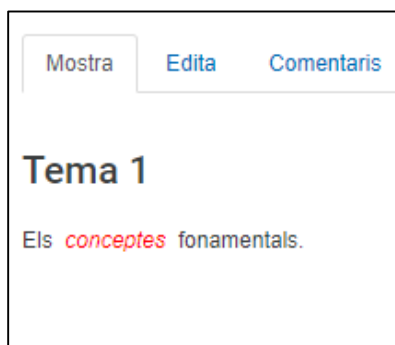 Mostra Edita Comentaris
Tema 1
Els conceptes fonamentals.